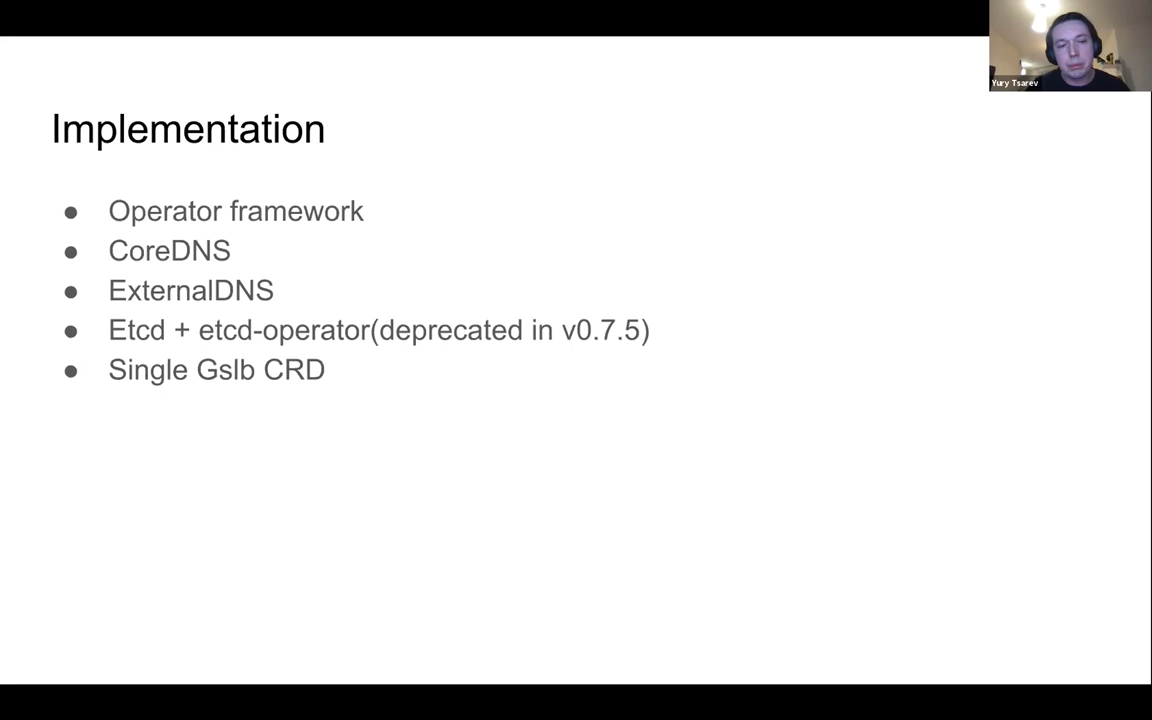 Yury Tsarev
Implementation
● Operator framework
● CoreDNS
● ExternalDNS
● Etcd + etcd-operator(deprecated in v0.7.5)
● Single Gslb CRD